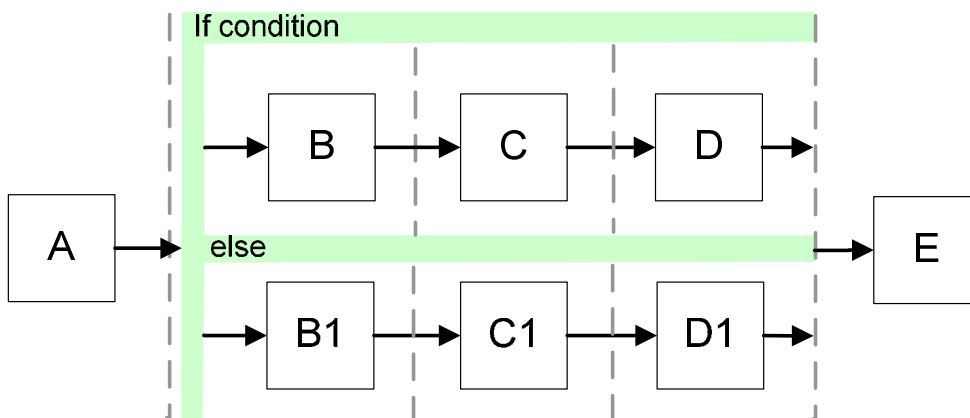 If condition
B
C
D
A
else
E
B1
C1
D1